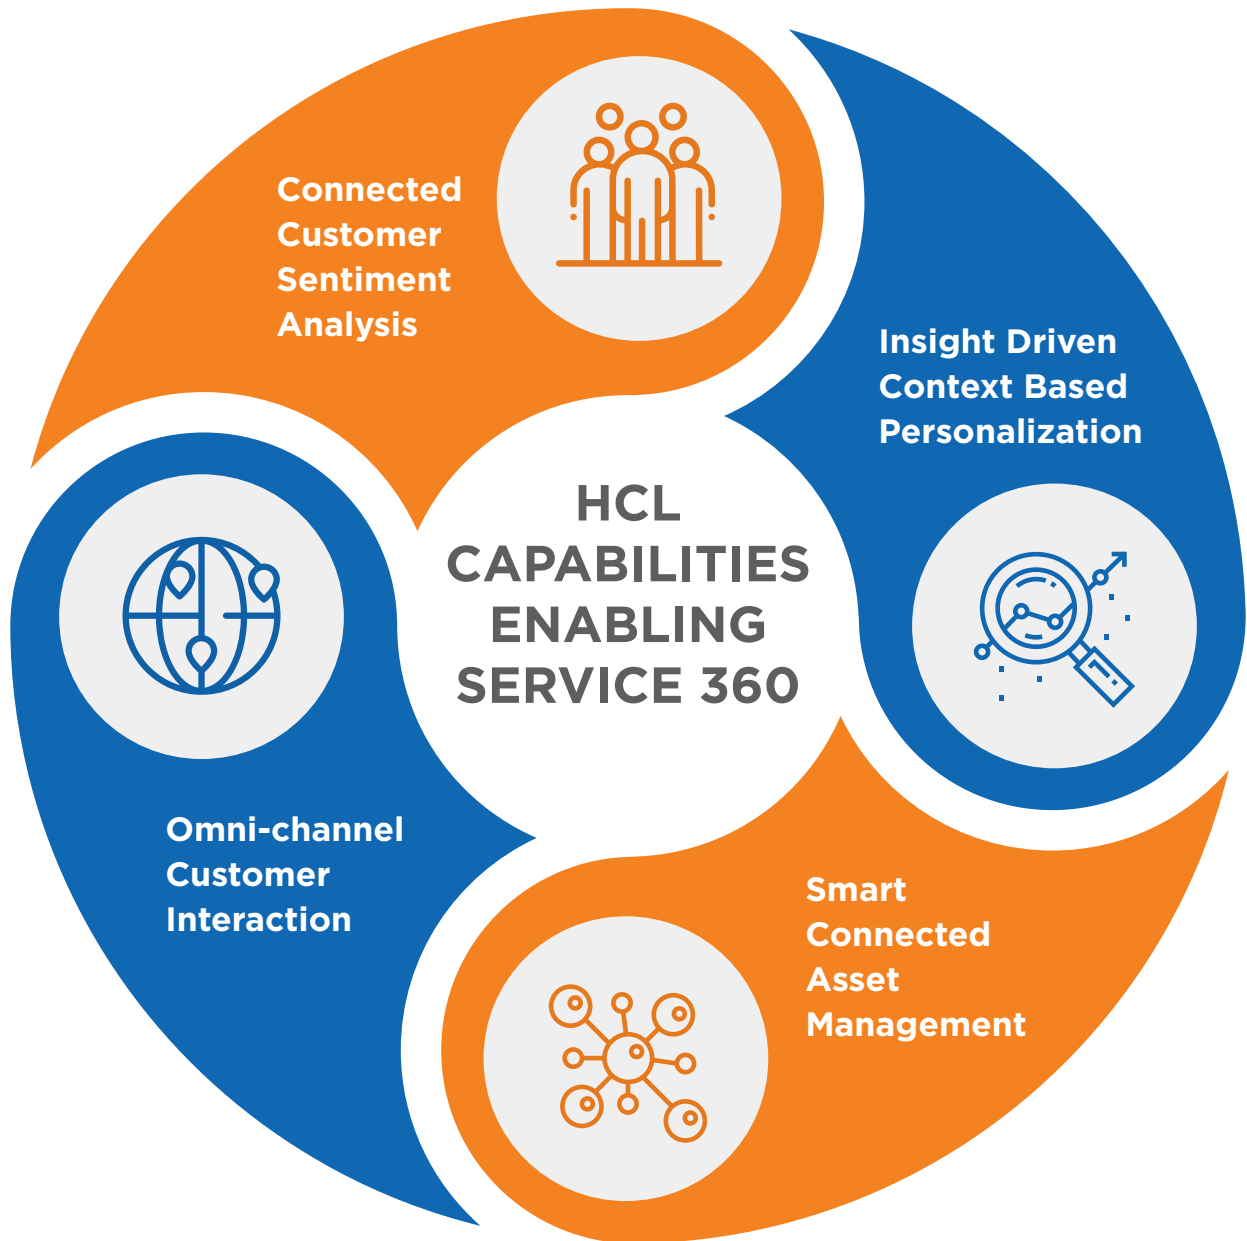 Connected
Customer
Sentiment
Analysis
Insight Driven
Context Based
Personalization
HCL
CAPABILITIES
ENABLING
SERVICE 360
Omni-channel
Customer
Interaction
Smart
Connected
Asset
Management